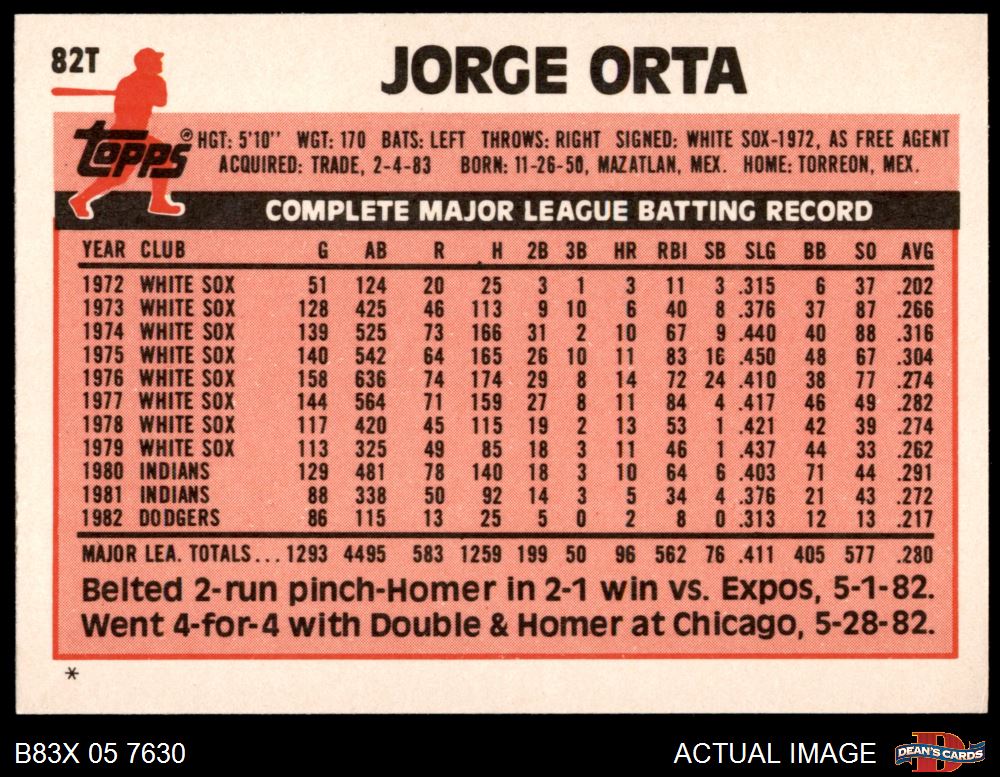 82T
JORGE ORTA
Topps® HGT: 5'10'' WGT: 170 BATS: LEFT THROWS: RIGHT SIGNED: WHITE SOX-1972, AS FREE AGENT
ACQUIRED: TRADE, 2-4-83 BORN: 11-26-50, MAZATLAN, MEX. HOME: TORREON, MEX.
COMPLETE MAJOR LEAGUE BATTING RECORD
YEAR CLUB G AB R H 2B 3B HR RBI SB SLG BB SO AVG
1972 WHITE SOX 51 124 20 25 3 1 3 11 3 .315 6 37 .202
1973 WHITE SOX 128 425 46 113 9 10 6 40 8 .376 37 87 .266
1974 WHITE SOX 139 525 73 166 31 2 10 67 9 .440 40 88 .316
1975 WHITE SOX 140 542 64 165 26 10 11 83 16 .450 48 67 .304
1976 WHITE SOX 158 636 74 174 29 8 14 72 24 .410 38 77 .274
1977 WHITE SOX 144 564 71 159 27 8 11 84 4 .417 46 49 .282
1978 WHITE SOX 117 420 45 115 19 2 13 53 1 .421 42 39 .274
1979 WHITE SOX 113 325 49 85 18 3 11 46 1 .437 44 33 .262
1980 INDIANS 129 481 78 140 18 3 10 64 6 .403 71 44 .291
1981 INDIANS 88 338 50 92 14 3 5 34 4 .376 21 43 .272
1982 DODGERS 86 115 13 25 5 0 2 8 0 .313 12 13 .217
MAJOR LEA. TOTALS... 1293 4495 583 1259 199 50 96 562 76 .411 405 577 .280
Belted 2-run pinch-Homer in 2-1 win vs. Expos, 5-1-82.
Went 4-for-4 with Double & Homer at Chicago, 5-28-82.
*
B83X 05 7630 ACTUAL IMAGE D DEAN'S CARDS